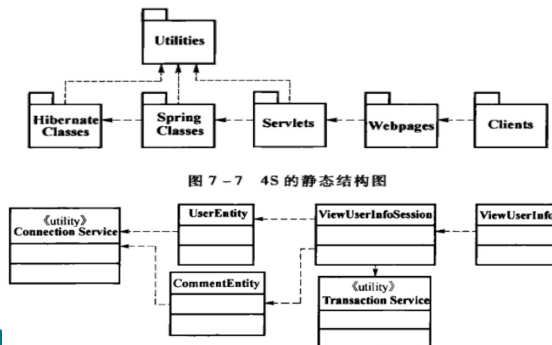 Utilities
Hibernate
Classes
Spring
Classes
Servlets
Webpages
Clients
图 7-7 4S 的静态结构图
《utility》
Connection Service
UserEntity
ViewUserInfoSession
ViewUserInfo
CommentEntity
《utility》
Transaction Service